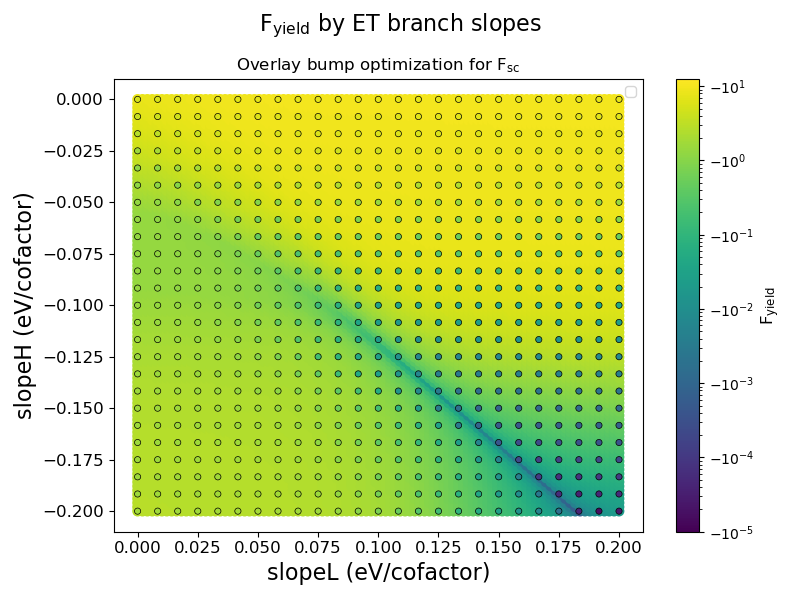 F_yield by ET branch slopes
Overlay bump optimization for F_sc
slopeH (eV/cofactor)
0.000
−0.025
−0.050
−0.075
−0.100
−0.125
−0.150
−0.175
−0.200
0.000 0.025 0.050 0.075 0.100 0.125 0.150 0.175 0.200
slopeL (eV/cofactor)
−10^1
−10^0
−10^−1
−10^−2
−10^−3
−10^−4
−10^−5
F_yield